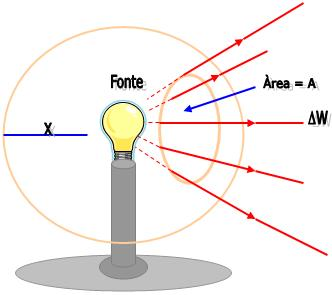 Fonte
Àrea = A
X
ΔW